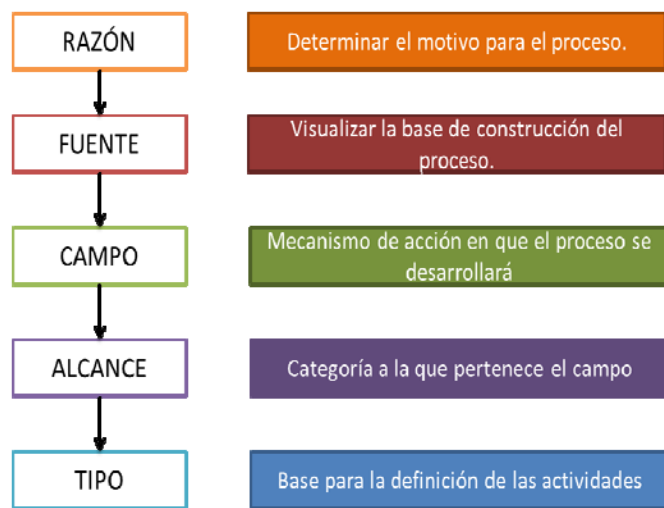 RAZÓN
Determinar el motivo para el proceso.
FUENTE
Visualizar la base de construcción del
proceso.
CAMPO
Mecanismo de acción en que el proceso se
desarrollará
ALCANCE
Categoría a la que pertenece el campo
TIPO
Base para la definición de las actividades